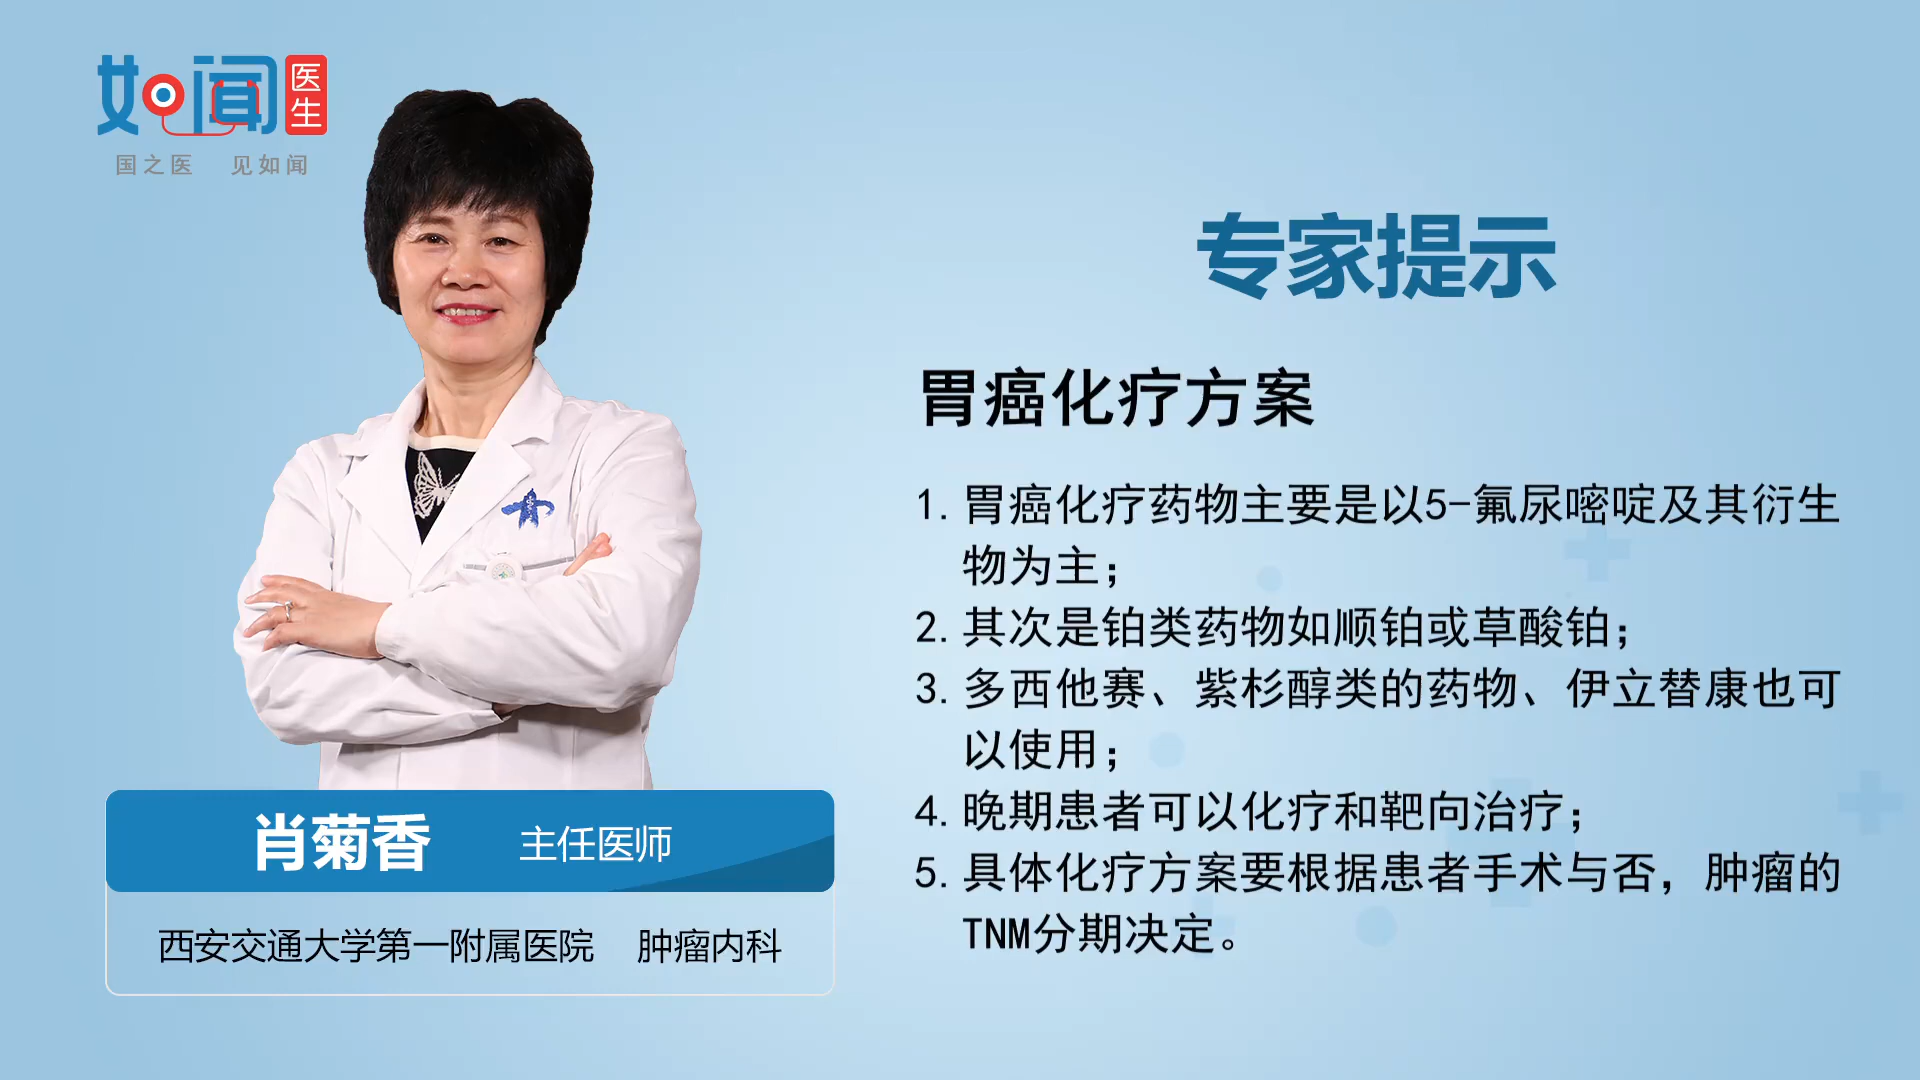 如闻医生
国之医 见如闻
专家提示
胃癌化疗方案
1. 胃癌化疗药物主要是以5-氟尿嘧啶及其衍生
物为主；
2. 其次是铂类药物如顺铂或草酸铂；
3. 多西他赛、紫杉醇类的药物、伊立替康也可
以使用；
4. 晚期患者可以化疗和靶向治疗；
5. 具体化疗方案要根据患者手术与否，肿瘤的
TNM分期决定。
肖菊香 主任医师
西安交通大学第一附属医院 肿瘤内科